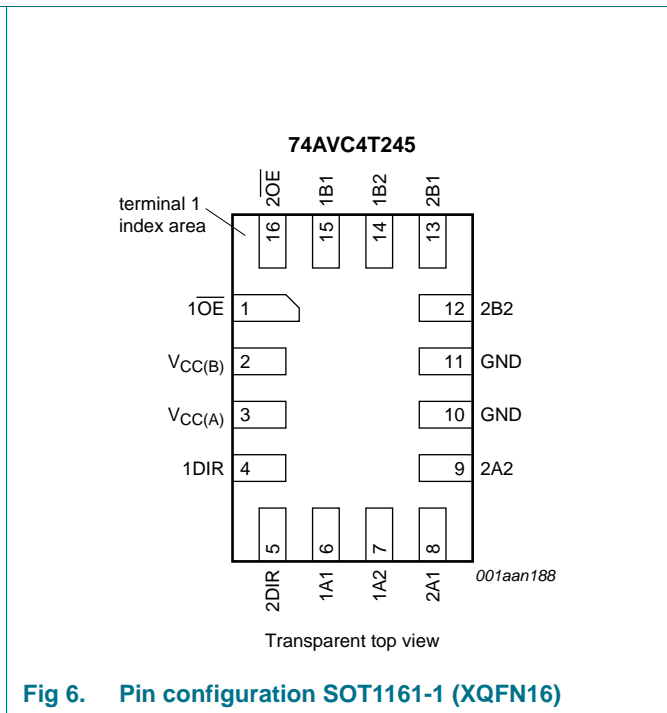 74AVC4T245
terminal 1
index area
2O̅E̅
1B1
1B2
2B1
16
15
14
13
1O̅E̅
1
12
2B2
VCC(B)
2
11
GND
VCC(A)
3
10
GND
1DIR
4
9
2A2
5
6
7
8
2DIR
1A1
1A2
2A1
001aan188
Transparent top view
Fig 6. Pin configuration SOT1161-1 (XQFN16)